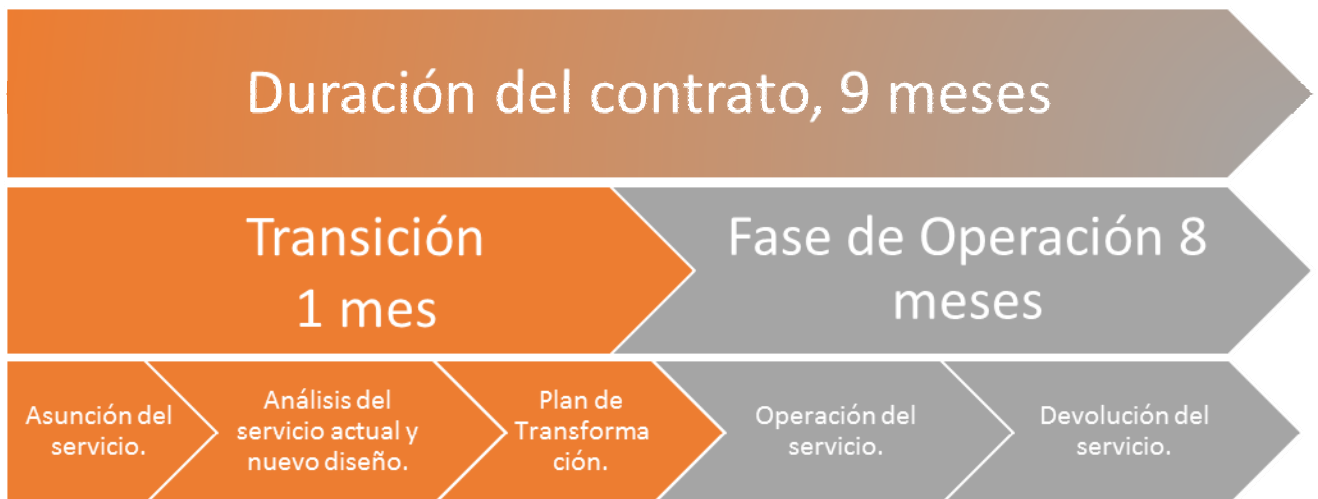 Duración del contrato, 9 meses
Transición
1 mes
Fase de Operación 8
meses
Asunción del
servicio.
Análisis del
servicio actual y
nuevo diseño.
Plan de
Transforma
ción.
Operación del
servicio.
Devolución del
servicio.